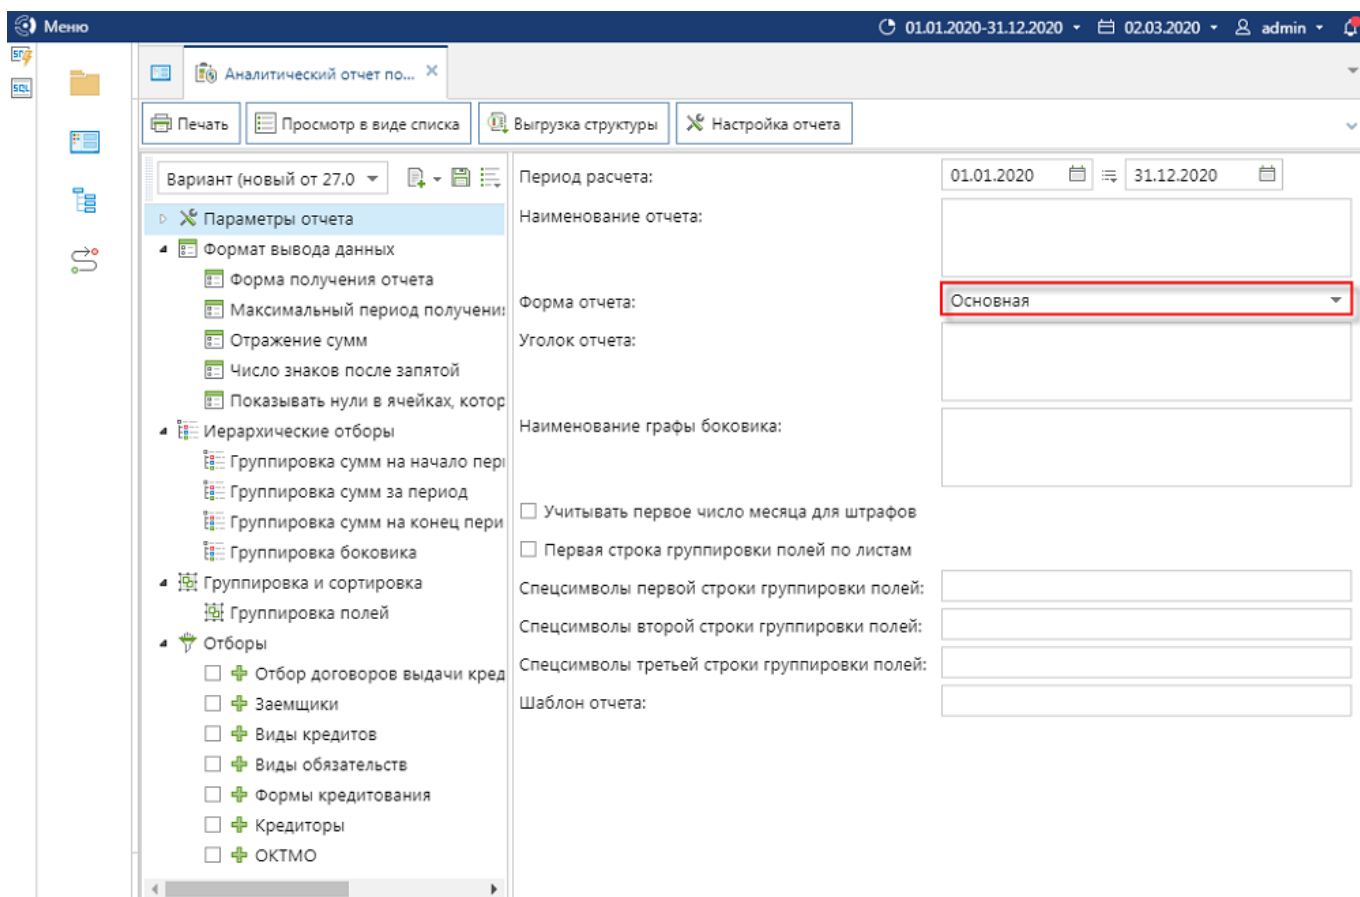 Меню
01.01.2020-31.12.2020
02.03.2020
admin
SQL
Аналитический отчет по...
Печать
Просмотр в виде списка
Выгрузка структуры
Настройка отчета
Вариант (новый от 27.0
Параметры отчета
Формат вывода данных
Форма получения отчета
Максимальный период получени
Отражение сумм
Число знаков после запятой
Показывать нули в ячейках, котор
Иерархические отборы
Группировка сумм на начало пер
Группировка сумм за период
Группировка сумм на конец пери
Группировка боковика
Группировка и сортировка
Группировка полей
Отборы
Отбор договоров выдачи кред
Заемщики
Виды кредитов
Виды обязательств
Формы кредитования
Кредиторы
ОКТМО
Период расчета:
01.01.2020
31.12.2020
Наименование отчета:
Форма отчета:
Основная
Уголок отчета:
Наименование графы боковика:
Учитывать первое число месяца для штрафов
Первая строка группировки полей по листам
Спецсимволы первой строки группировки полей:
Спецсимволы второй строки группировки полей:
Спецсимволы третьей строки группировки полей:
Шаблон отчета: